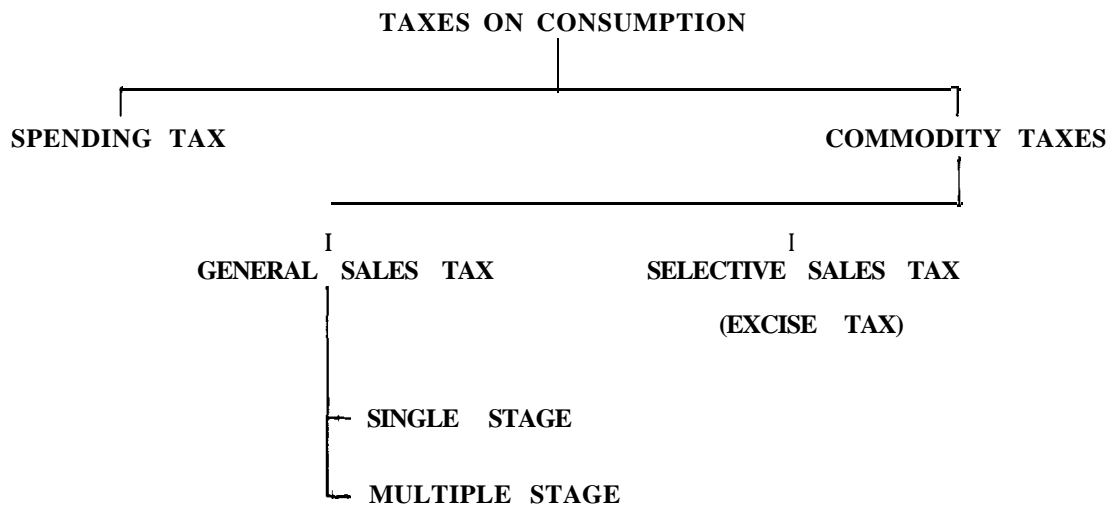 TAXES ON CONSUMPTION
SPENDING TAX
COMMODITY TAXES
GENERAL SALES TAX
SELECTIVE SALES TAX
(EXCISE TAX)
SINGLE STAGE
MULTIPLE STAGE